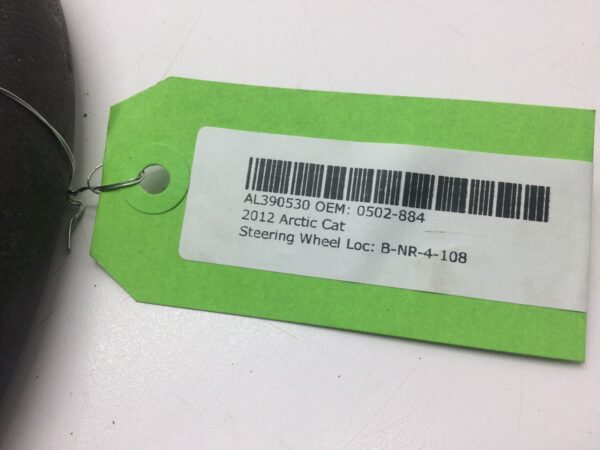 AL390530 OEM: 0502-884
2012 Arctic Cat
Steering Wheel Loc: B-NR-4-108